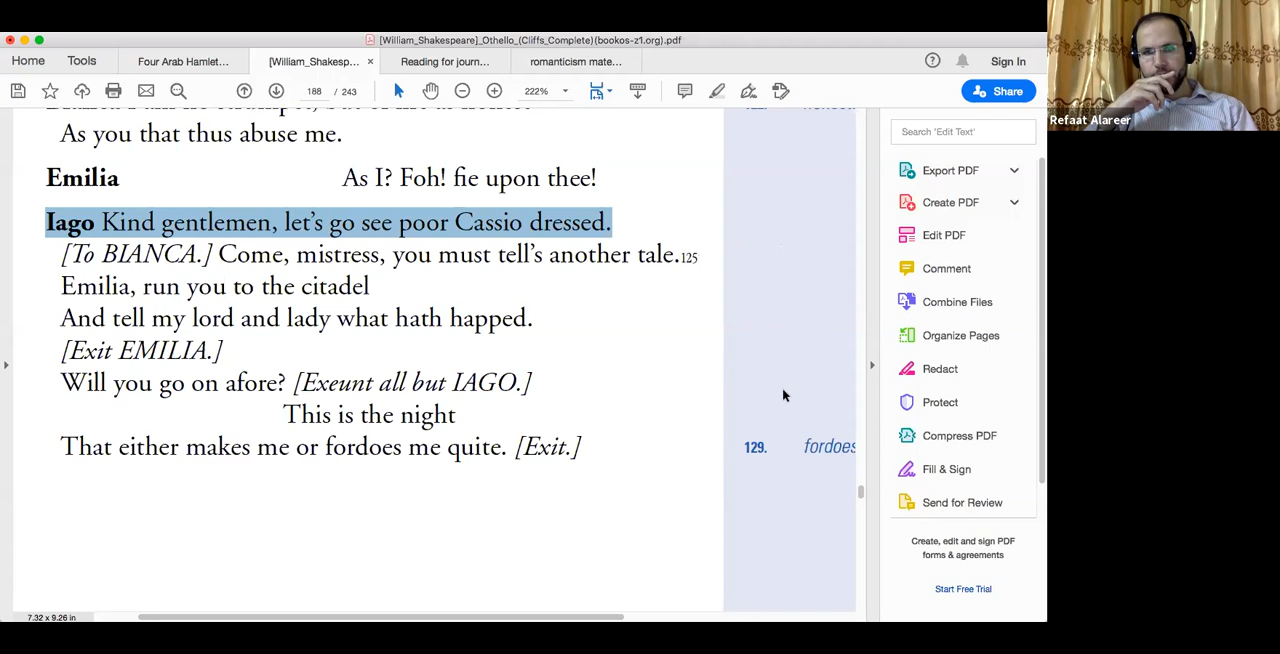 [William_Shakespeare]_Othello_(Cliffs_Complete)(bookos-z1.org).pdf
Home Tools Four Arab Hamlet... [William_Shakesp... × Reading for journ... romanticism mate... Sign In
188 / 243 222% Share
As you that thus abuse me.
Emilia As I? Foh! fie upon thee!
Iago Kind gentlemen, let's go see poor Cassio dressed.
[To BIANCA.] Come, mistress, you must tell's another tale. 125
Emilia, run you to the citadel
And tell my lord and lady what hath happed.
[Exit EMILIA.]
Will you go on afore? [Exeunt all but IAGO.]
This is the night
That either makes me or fordoes me quite. [Exit.]
129. fordoes
7.32 x 9.26 in
Search 'Edit Text'
Export PDF
Create PDF
Edit PDF
Comment
Combine Files
Organize Pages
Redact
Protect
Compress PDF
Fill & Sign
Send for Review
Create, edit and sign PDF
forms & agreements
Start Free Trial
Refaat Alareer